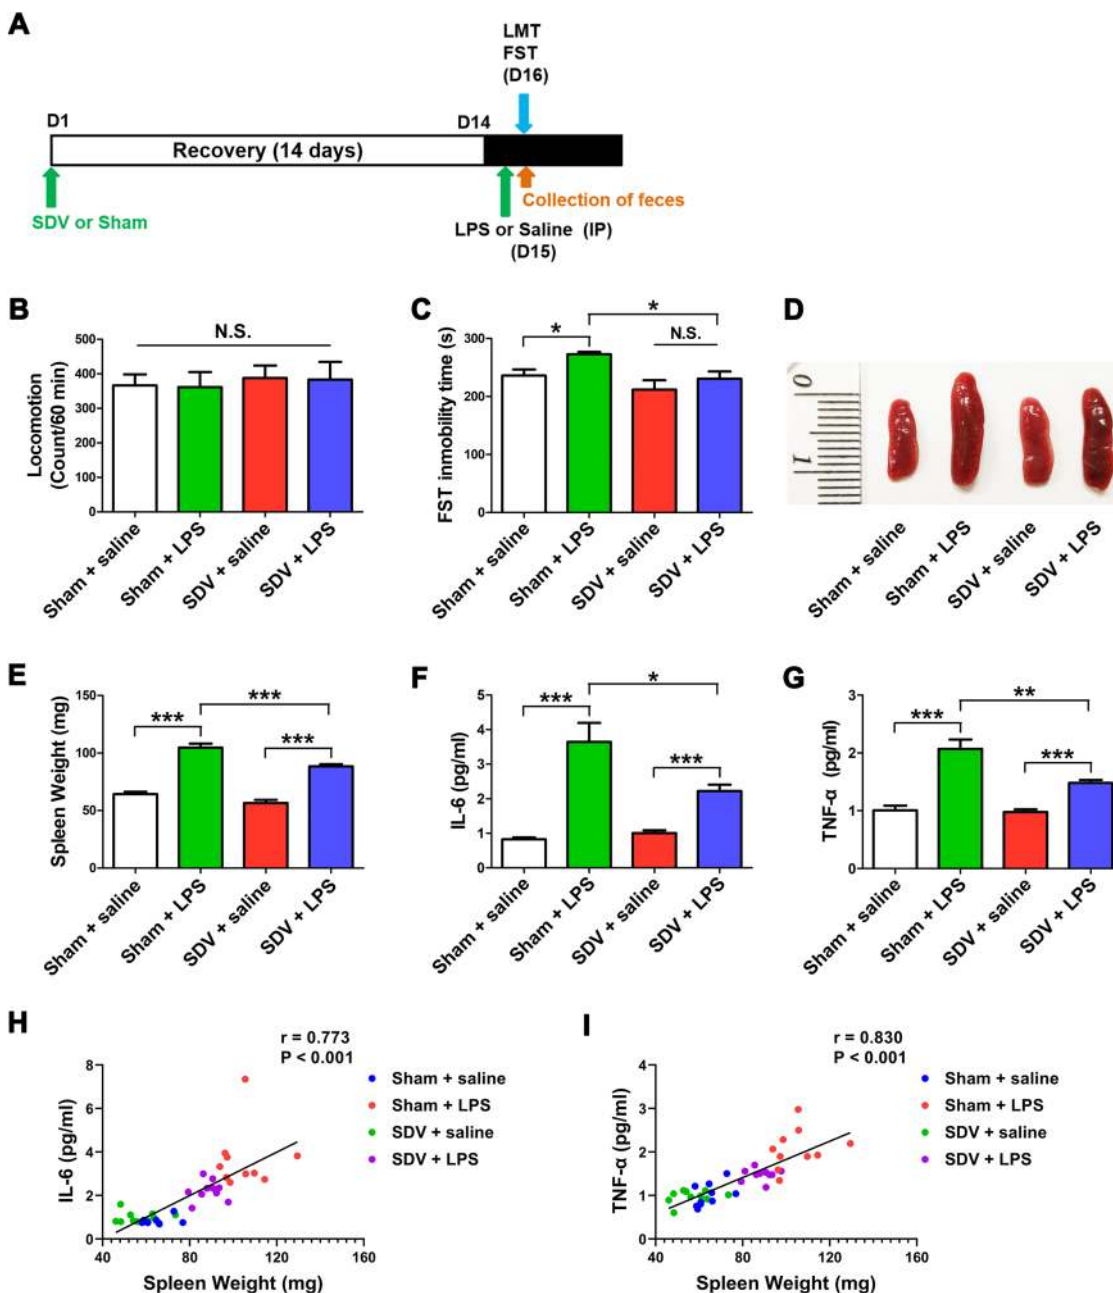 A
LMT
FST
(D16)
D1
D14
Recovery (14 days)
SDV or Sham
Collection of feces
LPS or Saline (IP)
(D15)
B
N.S.
Locomotion
(Count/60 min)
500
400
300
200
100
0
Sham + saline
Sham + LPS
SDV + saline
SDV + LPS
C
*
*
N.S.
FST inmobility time (s)
300
200
100
0
Sham + saline
Sham + LPS
SDV + saline
SDV + LPS
D
0
1
Sham + saline
Sham + LPS
SDV + saline
SDV + LPS
E
***
***
***
Spleen Weight (mg)
150
100
50
0
Sham + saline
Sham + LPS
SDV + saline
SDV + LPS
F
***
*
***
IL-6 (pg/ml)
5
4
3
2
1
0
Sham + saline
Sham + LPS
SDV + saline
SDV + LPS
G
***
**
***
TNF-α (pg/ml)
3
2
1
0
Sham + saline
Sham + LPS
SDV + saline
SDV + LPS
H
r = 0.773
P < 0.001
IL-6 (pg/ml)
8
6
4
2
0
40
80
120
160
Spleen Weight (mg)
Sham + saline
Sham + LPS
SDV + saline
SDV + LPS
I
r = 0.830
P < 0.001
TNF-α (pg/ml)
4
3
2
1
0
40
80
120
160
Spleen Weight (mg)
Sham + saline
Sham + LPS
SDV + saline
SDV + LPS